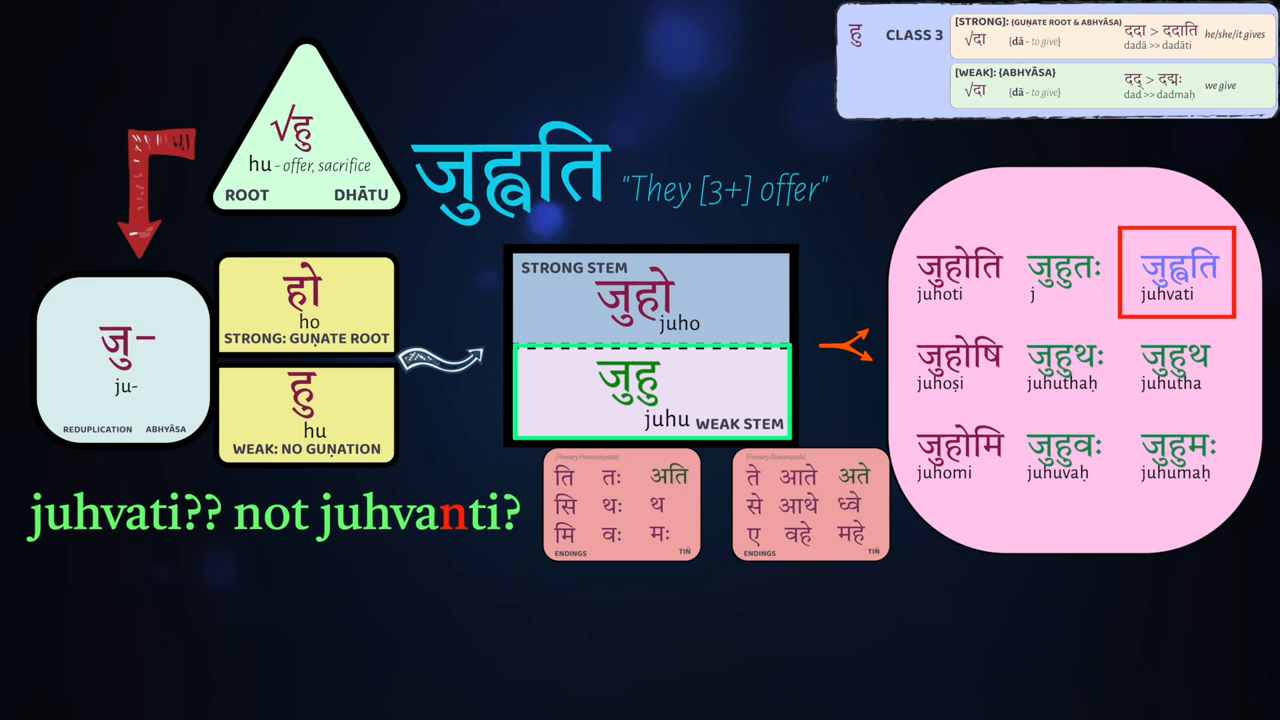 हु CLASS 3
[STRONG]: {GUṆATE ROOT & ABHYĀSA}
√दा {dā - to give} ददा > ददाति he/she/it gives
dadā >> dadāti
[WEAK]: {ABHYĀSA}
√दा {dā - to give} दद् > दद्मः we give
dad >> dadmaḥ
√हु
hu - offer, sacrifice
ROOT DHĀTU
जुह्वति "They [3+] offer"
जु–
ju-
REDUPLICATION ABHYĀSA
हो
ho
STRONG: GUṆATE ROOT
हु
hu
WEAK: NO GUṆATION
STRONG STEM
जुहो
juho
जुहु
juhu WEAK STEM
जुहोति जुहुतः जुह्वति
juhoti j juhvati
जुहोषि जुहुथः जुहुथ
juhoṣi juhuthaḥ juhutha
जुहोमि जुहुवः जुहुमः
juhomi juhuvaḥ juhumaḥ
juhvati?? not juhvanti?
[Primary Parasmaipada]
ति तः अति
सि थः थ
मि वः मः
ENDINGS TIṄ
[Primary Ātmanepada]
ते आते अते
से आथे ध्वे
ए वहे महे
ENDINGS TIṄ